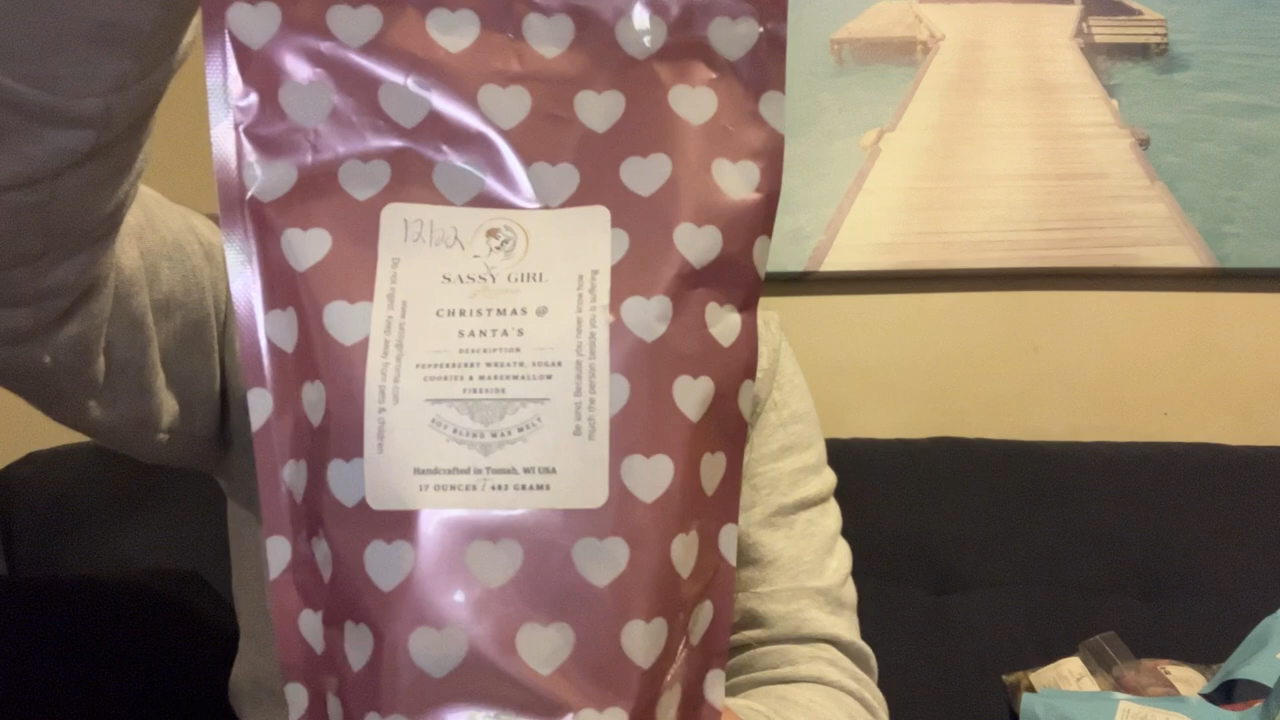 12/22
SASSY GIRL
CHRISTMAS @
SANTA'S
DESCRIPTION
PEPPERBERRY WREATH, SUGAR
COOKIES & MARSHMALLOW
FIRESIDE
SOY BLEND WAX MELT
Handcrafted in Tomah, WI USA
17 OUNCES / 482 GRAMS
Do not ingest. Keep away from pets & children
Be kind. Because you never know how
much the person beside you is suffering